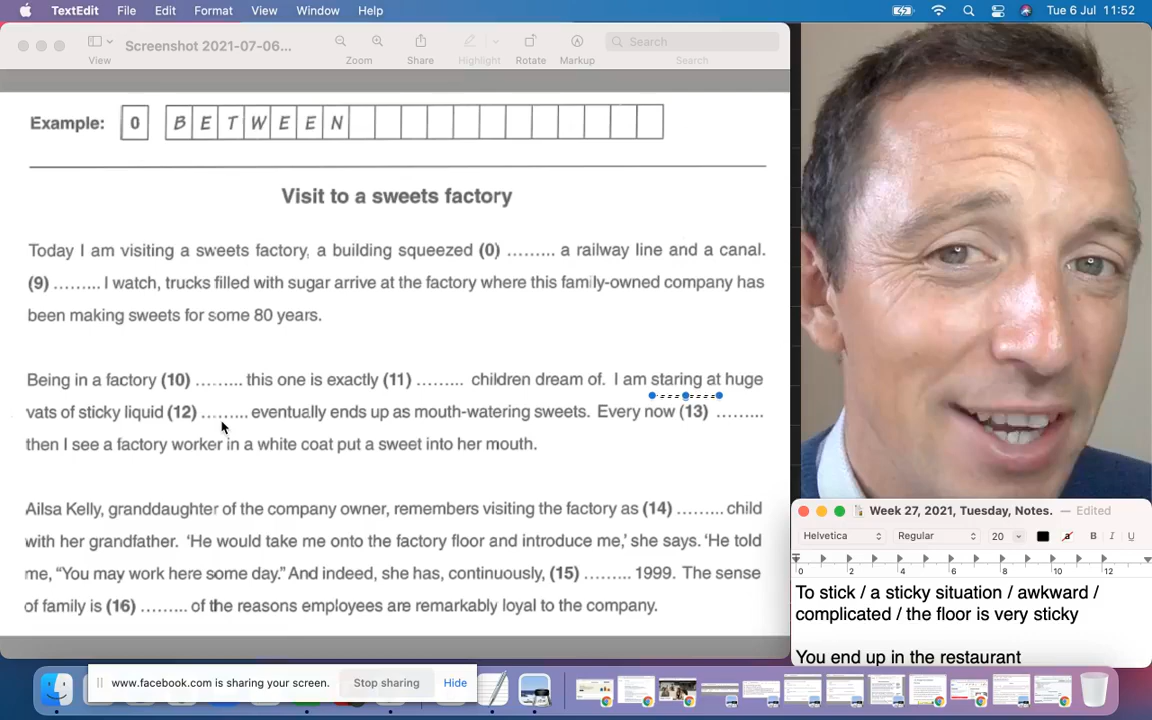 TextEdit File Edit Format View Window Help Tue 6 Jul 11:52
Screenshot 2021-07-06...
View Zoom Share Highlight Rotate Markup Search
Search
Example: 0 BETWEEN
Visit to a sweets factory
Today I am visiting a sweets factory, a building squeezed (0) ......... a railway line and a canal.
(9) ......... I watch, trucks filled with sugar arrive at the factory where this family-owned company has
been making sweets for some 80 years.
Being in a factory (10) ......... this one is exactly (11) ......... children dream of. I am staring at huge
vats of sticky liquid (12) ......... eventually ends up as mouth-watering sweets. Every now (13) .........
then I see a factory worker in a white coat put a sweet into her mouth.
Ailsa Kelly, granddaughter of the company owner, remembers visiting the factory as (14) ......... child
with her grandfather. ‘He would take me onto the factory floor and introduce me,’ she says. ‘He told
me, “You may work here some day.” And indeed, she has, continuously, (15) ......... 1999. The sense
of family is (16) ......... of the reasons employees are remarkably loyal to the company.
Week 27, 2021, Tuesday, Notes. — Edited
Helvetica Regular 20 a B I U
0 2 4 6 8 10 12
To stick / a sticky situation / awkward /
complicated / the floor is very sticky
You end up in the restaurant
www.facebook.com is sharing your screen. Stop sharing Hide